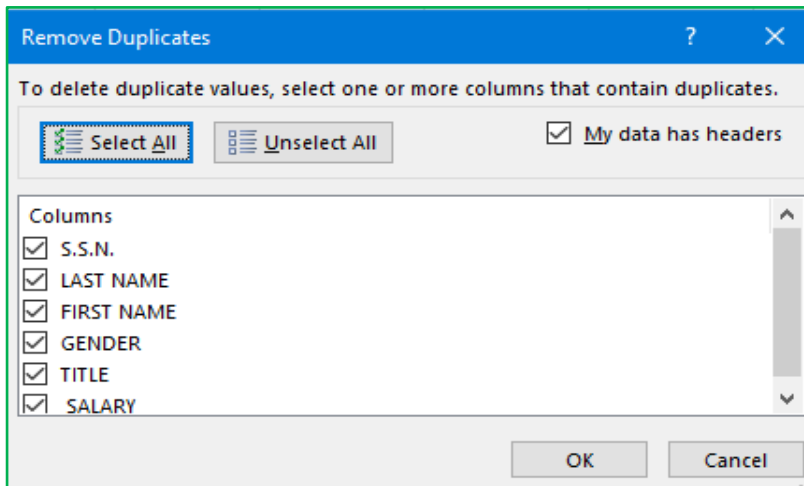 Remove Duplicates ?
To delete duplicate values, select one or more columns that contain duplicates.
Select All Unselect All My data has headers
Columns
S.S.N.
LAST NAME
FIRST NAME
GENDER
TITLE
SALARY
OK Cancel